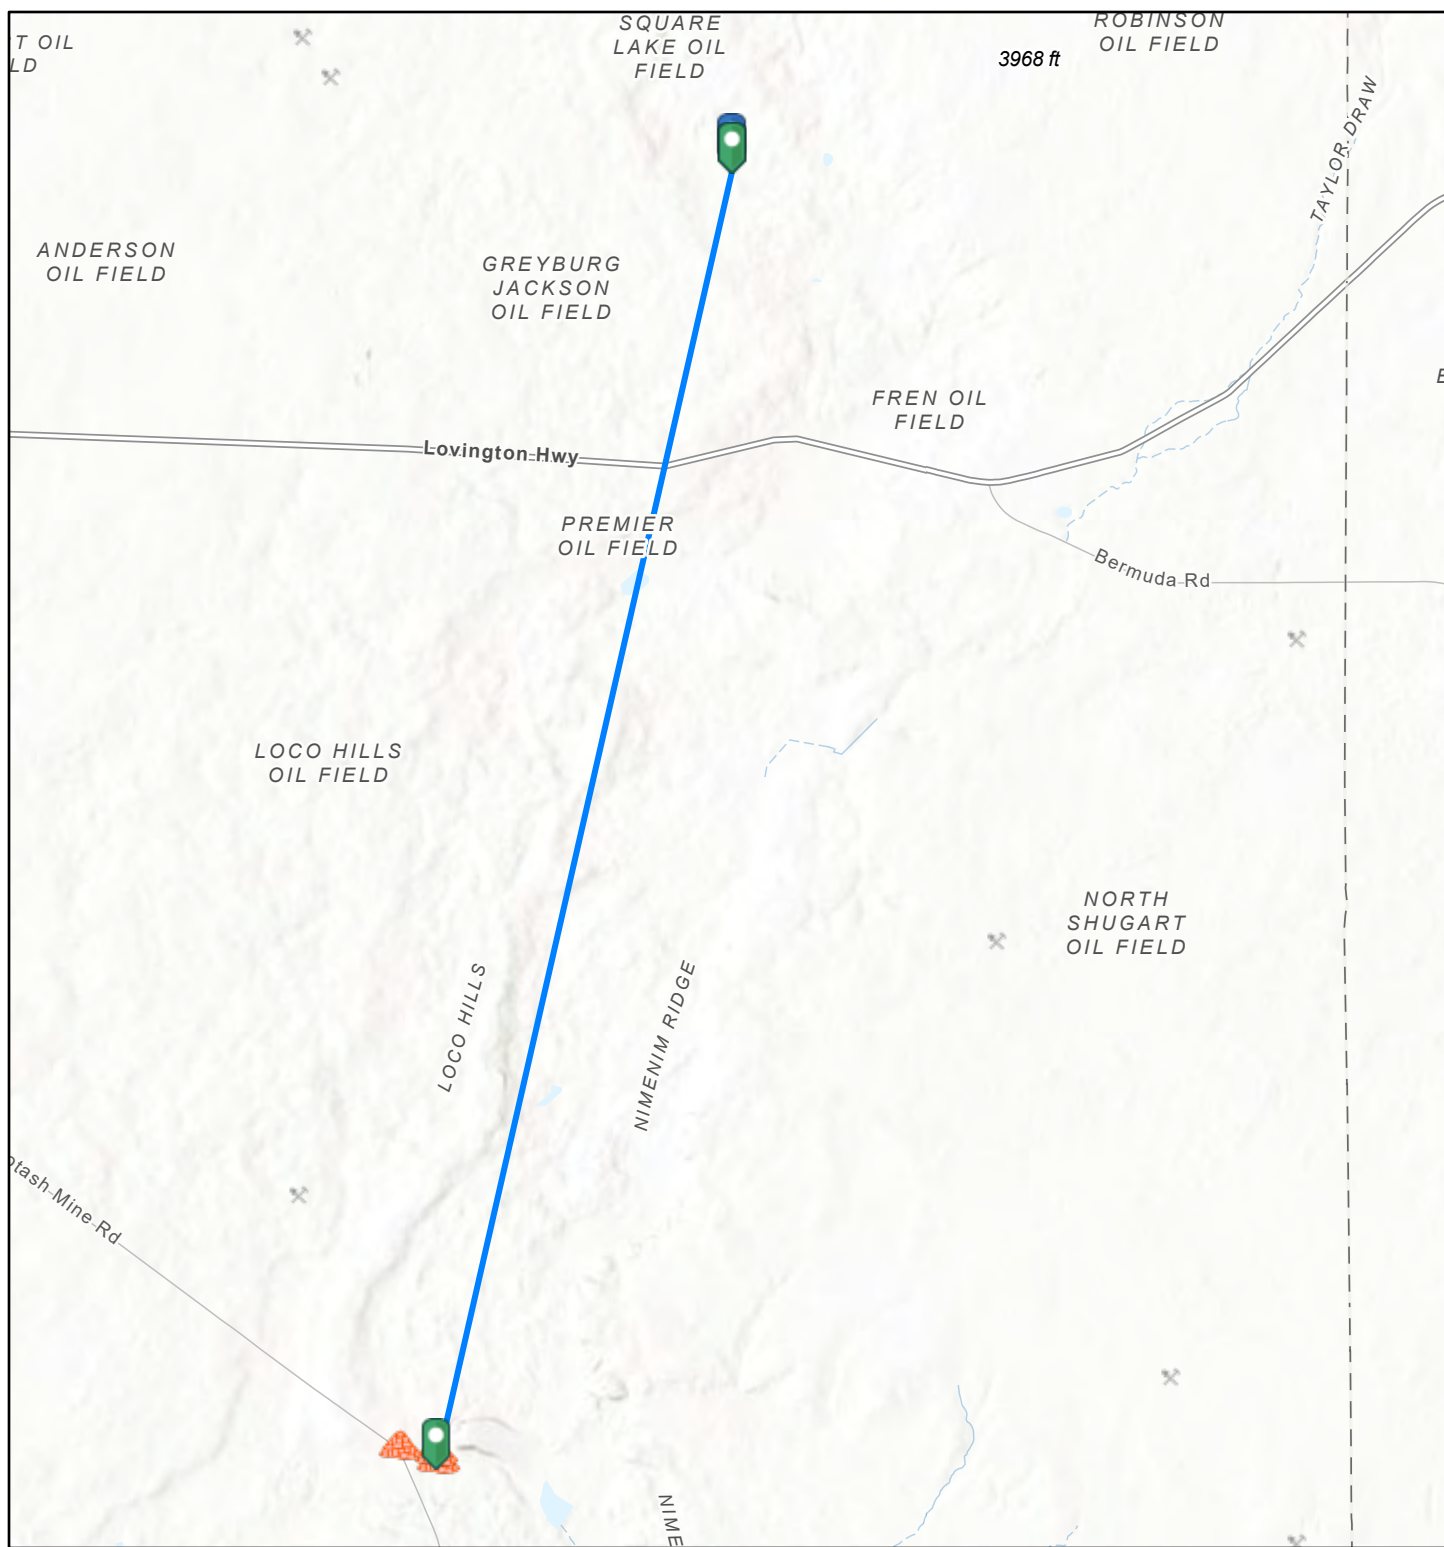 SQUARE
LAKE OIL
FIELD
ROBINSON
OIL FIELD
3968 ft
T OIL
LD
TAYLOR DRAW
ANDERSON
OIL FIELD
GREYBURG
JACKSON
OIL FIELD
FREN OIL
FIELD
Lovington Hwy
PREMIER
OIL FIELD
Bermuda Rd
LOCO HILLS
OIL FIELD
NORTH
SHUGART
OIL FIELD
LOCO HILLS
NIMENIM RIDGE
otash Mine Rd
NIME